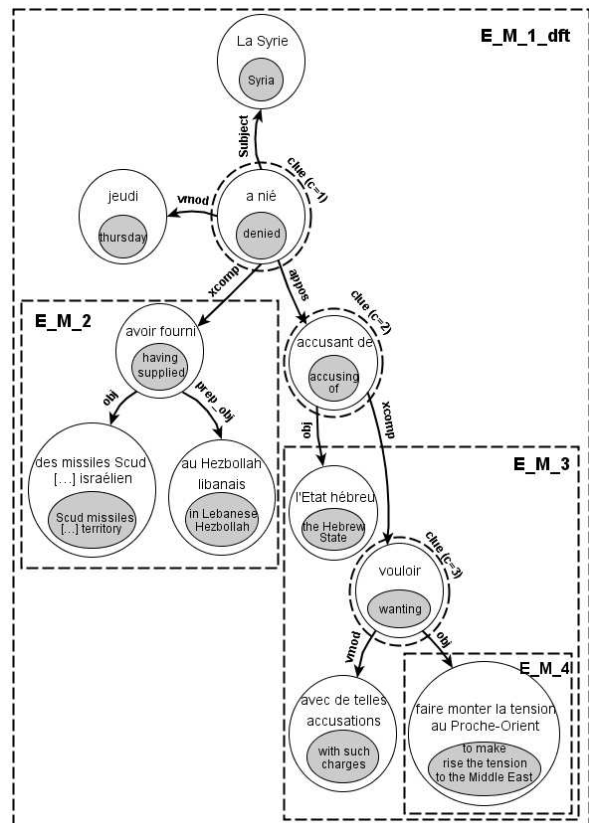 E_M_1_dft
La Syrie
Syria
Subject
clue (c=1)
jeudi
thursday
vmod
a nié
denied
xcomp
appos
E_M_2
avoir fourni
having
supplied
obj
prep_obj
des missiles Scud
[...] israélien
Scud missiles
[...] territory
au Hezbollah
libanais
in Lebanese
Hezbollah
clue (c=2)
accusant de
accusing
of
obj
xcomp
E_M_3
l'Etat hébreu
the Hebrew
State
clue (c=3)
vouloir
wanting
vmod
obj
E_M_4
avec de telles
accusations
with such
charges
faire monter la tension
au Proche-Orient
to make
rise the tension
to the Middle East